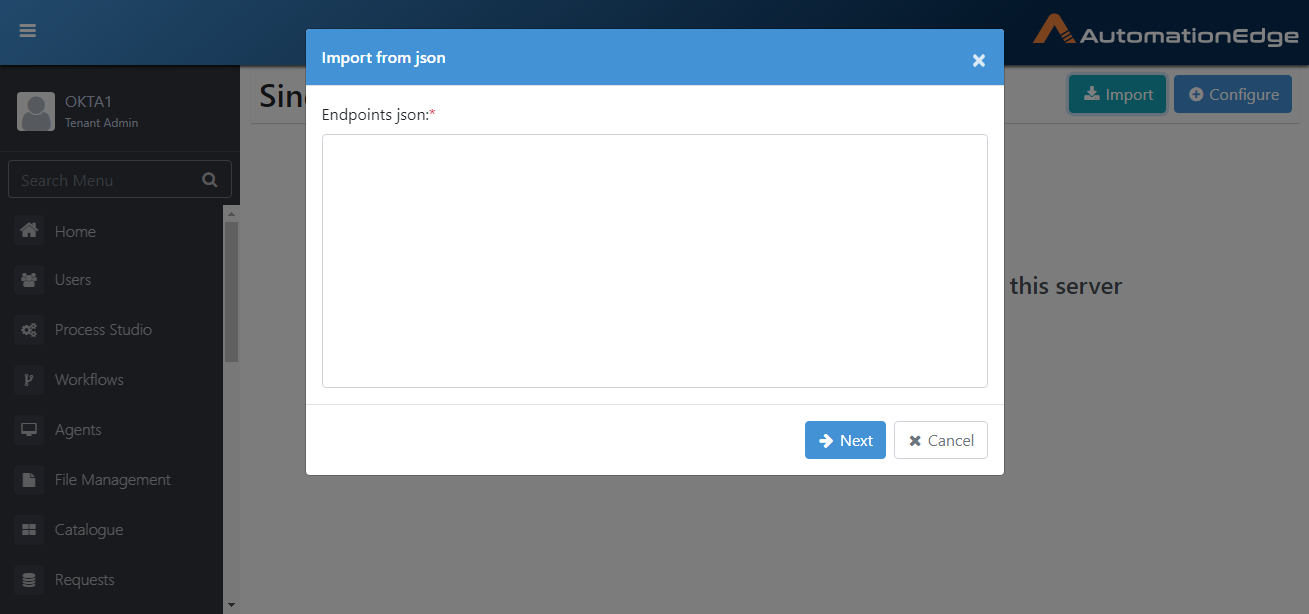 AutomationEdge
Import from json
OKTA1
Tenant Admin
Import
Configure
Endpoints json:*
Search Menu
Home
Users
this server
Process Studio
Workflows
Agents
Next
Cancel
File Management
Catalogue
Requests